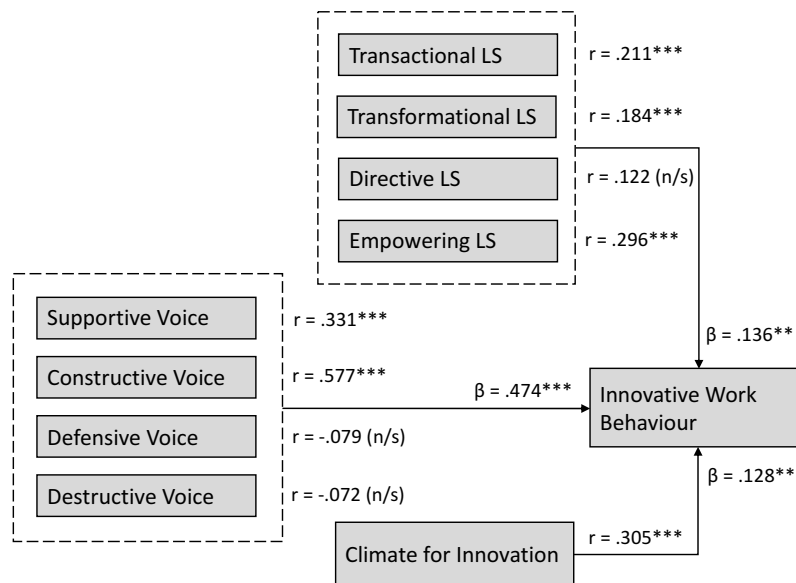 Transactional LS
r = .211***
Transformational LS
r = .184***
Directive LS
r = .122 (n/s)
Empowering LS
r = .296***
Supportive Voice
r = .331***
Constructive Voice
r = .577***
Defensive Voice
r = -.079 (n/s)
Destructive Voice
r = -.072 (n/s)
β = .474***
β = .136**
Innovative Work
Behaviour
β = .128**
Climate for Innovation
r = .305***